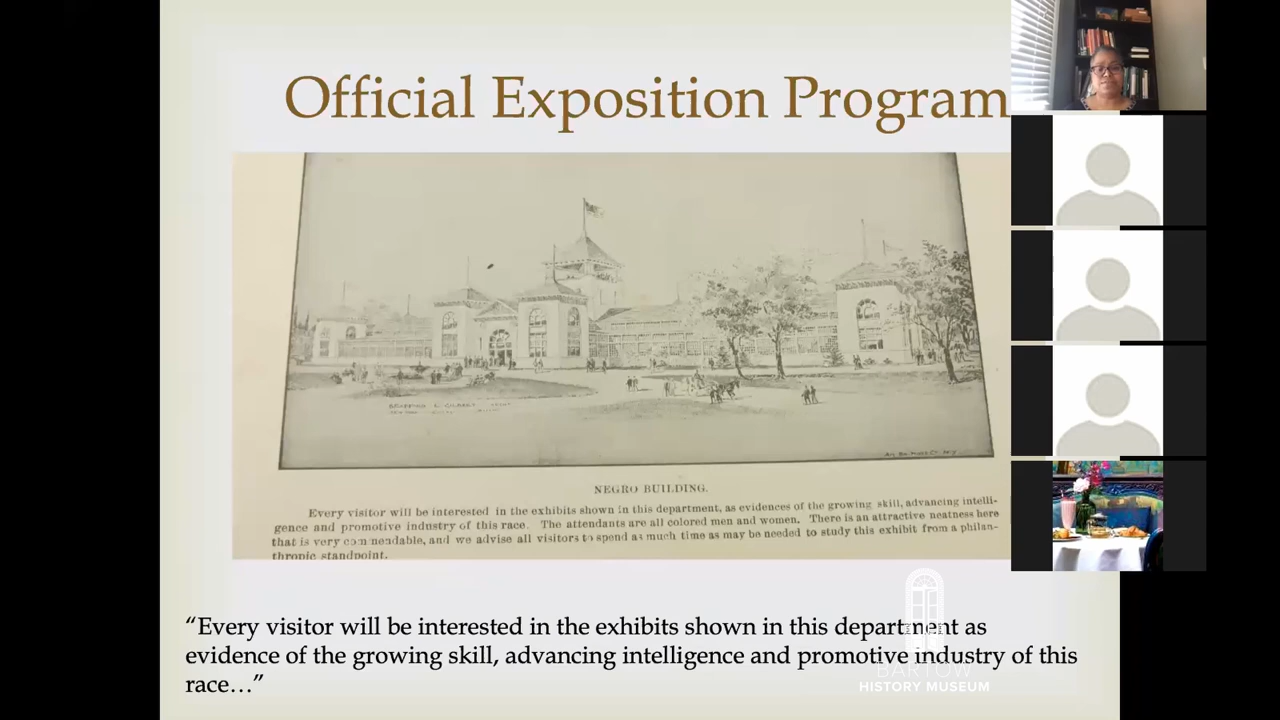 Official Exposition Program
NEGRO BUILDING.
Every visitor will be interested in the exhibits shown in this department, as evidences of the growing skill, advancing intelli-
gence and promotive industry of this race. The attendants are all colored men and women. There is an attractive neatness here
that is very commendable, and we advise all visitors to spend as much time as may be needed to study this exhibit from a philan-
thropic standpoint.
“Every visitor will be interested in the exhibits shown in this department as
evidence of the growing skill, advancing intelligence and promotive industry of this
race…”
BARTOW
HISTORY MUSEUM